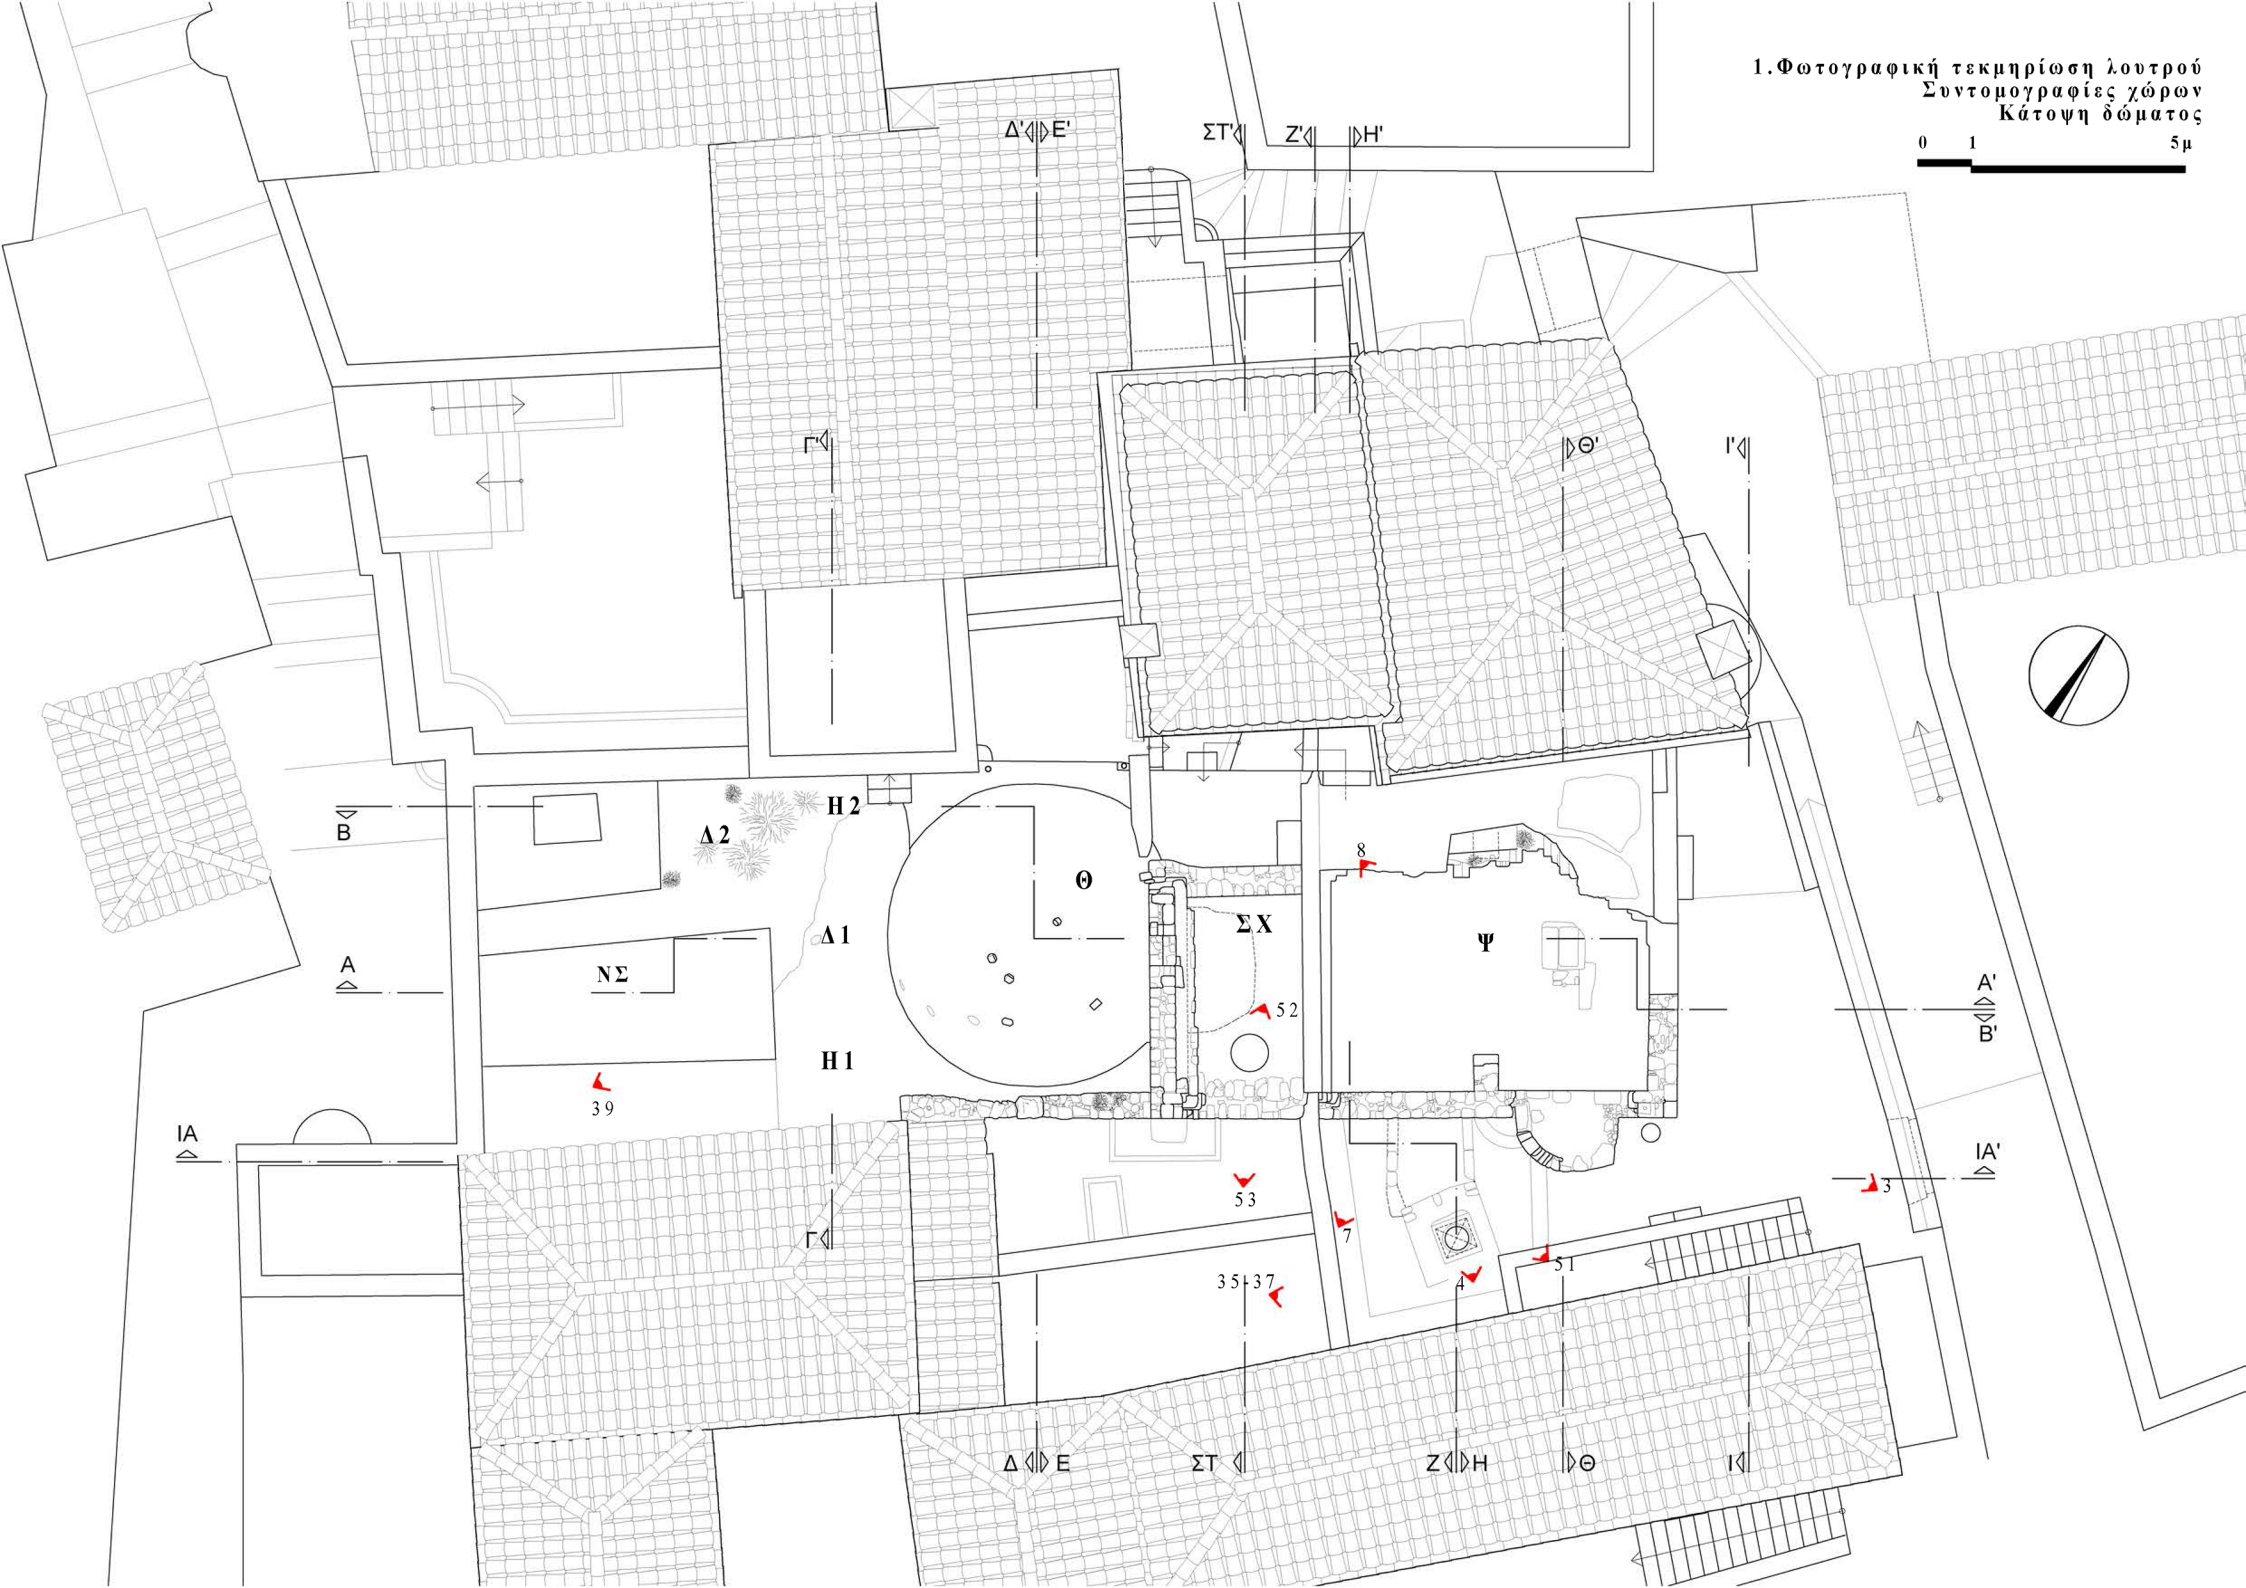 1.Φωτογραφική τεκμηρίωση λουτρού
Συντομογραφίες χώρων
Κάτοψη δώματος
0 1 5μ
Δ' Ε' ΣΤ' Ζ' Η'
Γ' Θ' Ι'
Β Δ2 Η2 Θ 8
Α ΝΣ Δ1 ΣΧ Ψ Α'
52 Β'
39 Η1
ΙΑ ΙΑ'
53 3
Γ 7
35-37 4 51
Δ Ε ΣΤ Ζ Η Θ Ι